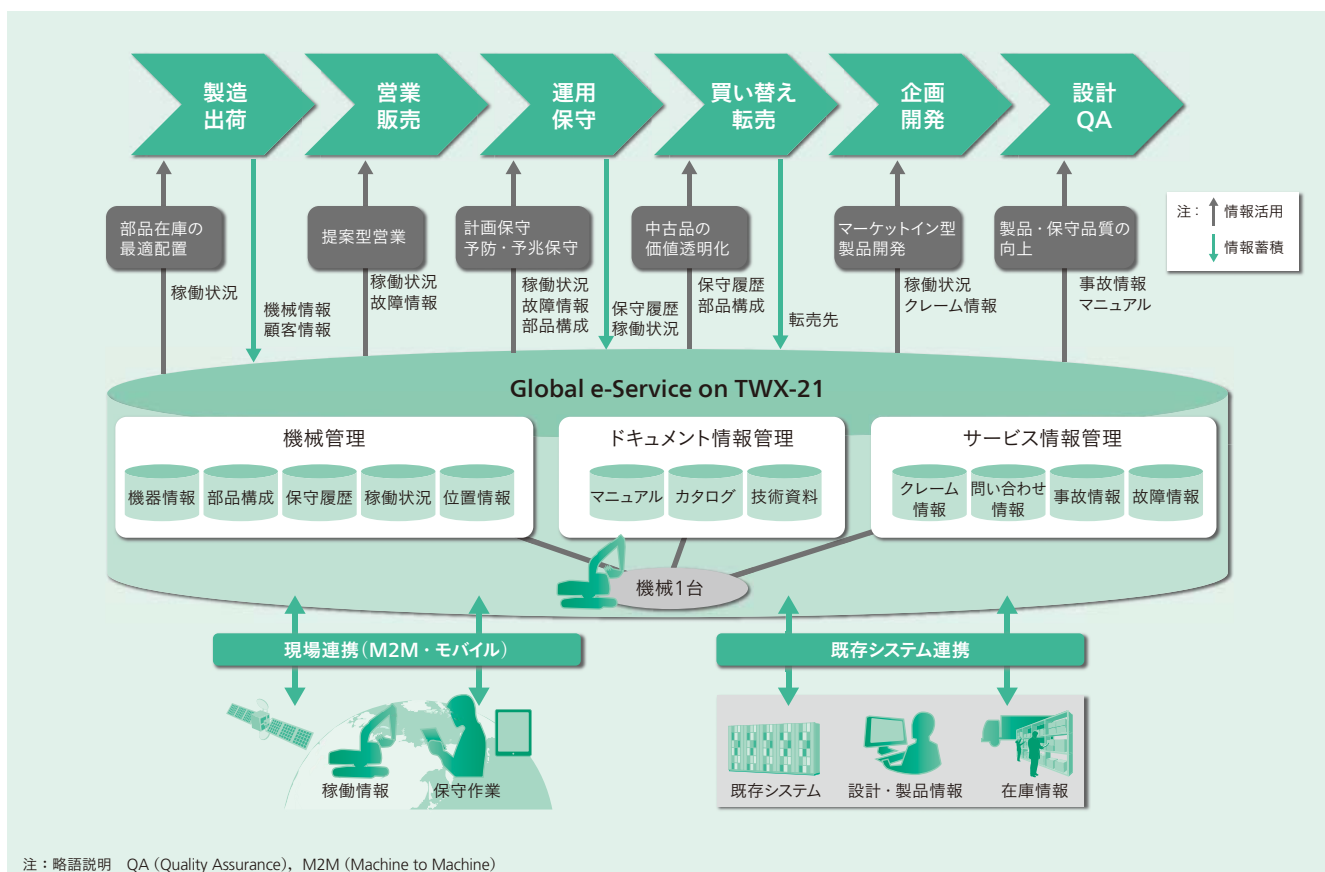 製造
出荷
営業
販売
運用
保守
買い替え
転売
企画
開発
設計
QA
部品在庫の
最適配置
提案型営業
計画保守
予防・予兆保守
中古品の
価値透明化
マーケットイン型
製品開発
製品・保守品質の
向上
注：
情報活用
情報蓄積
稼働状況
機械情報
顧客情報
稼働状況
故障情報
稼働状況
故障情報
部品構成
保守履歴
稼働状況
保守履歴
部品構成
転売先
稼働状況
クレーム情報
事故情報
マニュアル
Global e-Service on TWX-21
機械管理
機器情報
部品構成
保守履歴
稼働状況
位置情報
ドキュメント情報管理
マニュアル
カタログ
技術資料
サービス情報管理
クレーム
情報
問い合わせ
情報
事故情報
故障情報
機械1台
現場連携（M2M・モバイル）
既存システム連携
稼働情報
保守作業
既存システム
設計・製品情報
在庫情報
注：略語説明　QA（Quality Assurance），M2M（Machine to Machine）